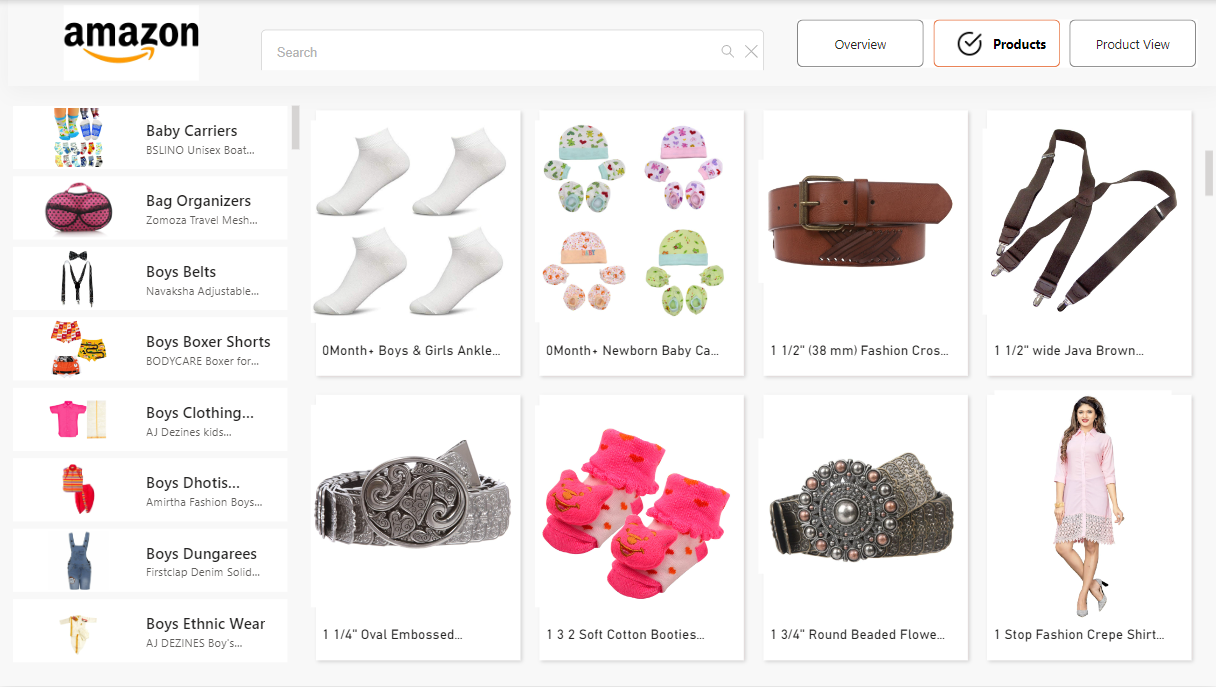 amazon
Search
Overview
Products
Product View
Baby Carriers
BSLINO Unisex Boat...
Bag Organizers
Zomoza Travel Mesh...
Boys Belts
Navaksha Adjustable...
Boys Boxer Shorts
BODYCARE Boxer for...
Boys Clothing...
AJ Dezines kids...
Boys Dhotis...
Amirtha Fashion Boys...
Boys Dungarees
Firstclap Denim Solid...
Boys Ethnic Wear
AJ DEZINES Boy's...
0Month+ Boys & Girls Ankle...
0Month+ Newborn Baby Ca...
1 1/2" (38 mm) Fashion Cros...
1 1/2" wide Java Brown...
1 1/4" Oval Embossed...
1 3 2 Soft Cotton Booties...
1 3/4" Round Beaded Flowe...
1 Stop Fashion Crepe Shirt...